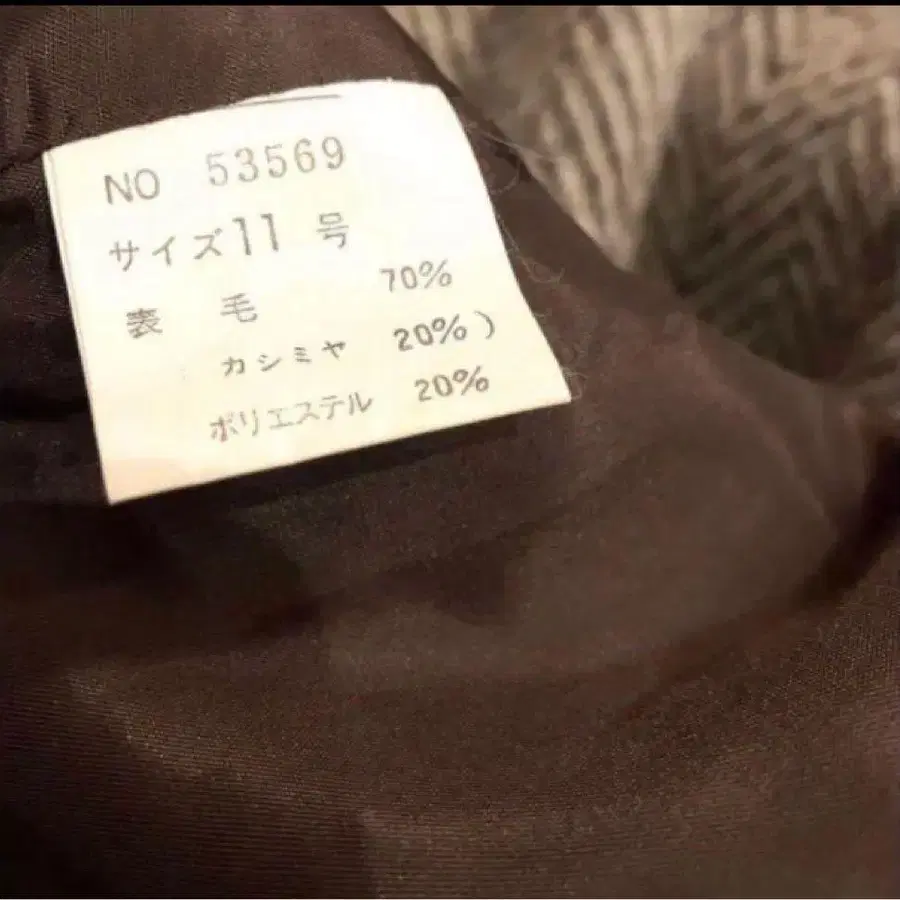 NO 53569
サイズ11 号
表 毛 70%
カシミヤ 20%)
ポリエステル 20%